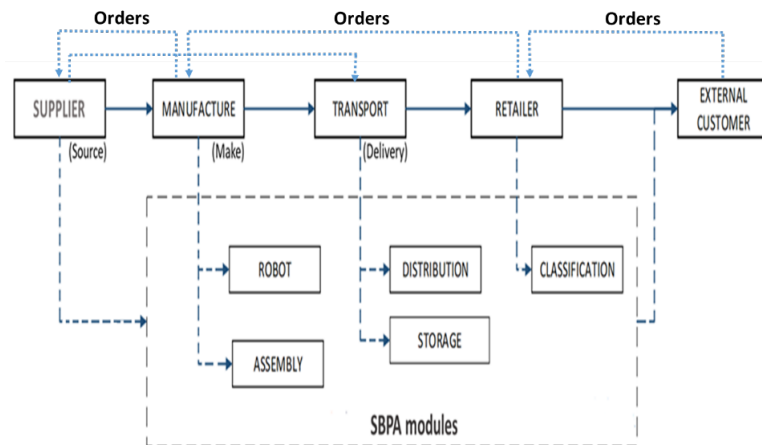 Orders
Orders
Orders
SUPPLIER
MANUFACTURE
TRANSPORT
RETAILER
EXTERNAL
CUSTOMER
(Source)
(Make)
(Delivery)
ROBOT
DISTRIBUTION
CLASSIFICATION
STORAGE
ASSEMBLY
SBPA modules